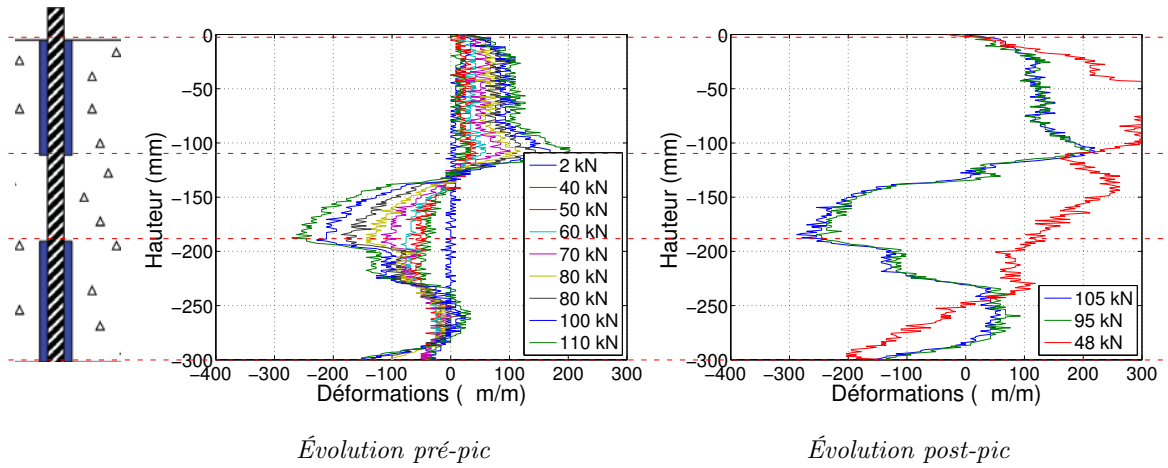 0
−50
−100
−150
−200
−250
−300
Hauteur (mm)
−400 −300 −200 −100 0 100 200 300
Déformations ( m/m)
2 kN
40 kN
50 kN
60 kN
70 kN
80 kN
80 kN
100 kN
110 kN
Évolution pré-pic
0
−50
−100
−150
−200
−250
−300
Hauteur (mm)
−400 −300 −200 −100 0 100 200 300
Déformations ( m/m)
105 kN
95 kN
48 kN
Évolution post-pic